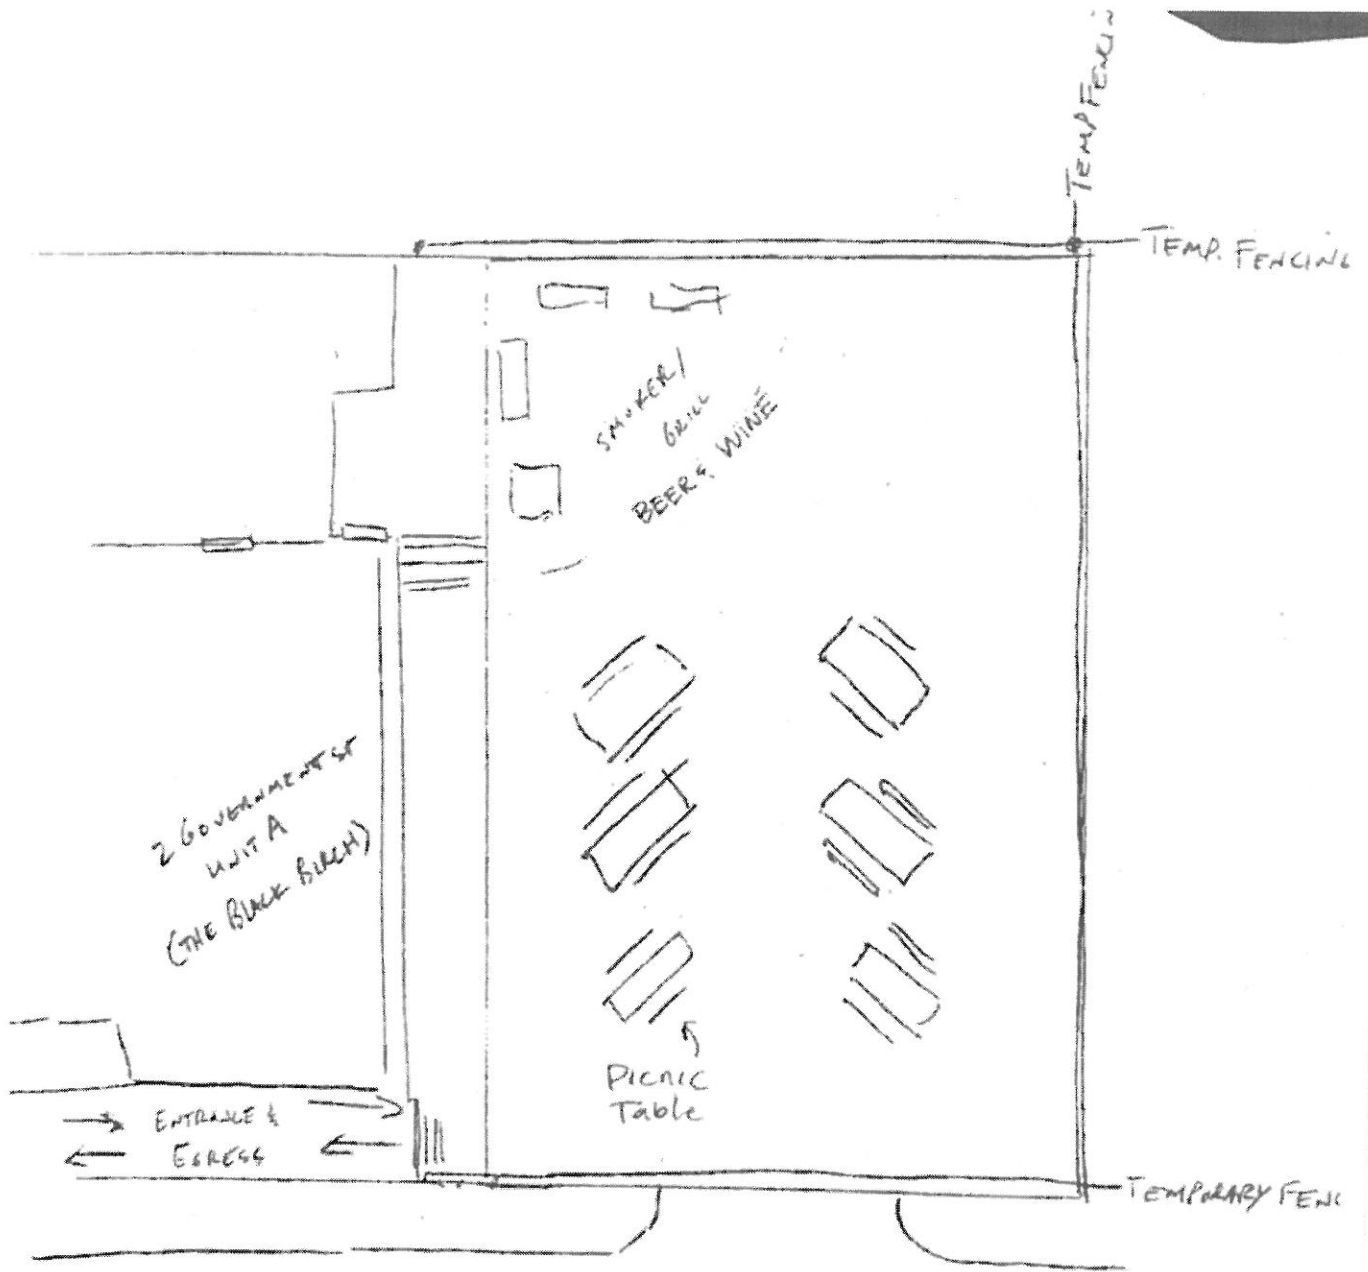 TEMP FENCIN
TEMP. FENCING
SMOKER/
GRILL
BEER & WINE
2 GOVERNMENT ST
UNIT A
(THE BLACK BIRCH)
PICNIC
Table
ENTRANCE &
EGRESS
TEMPORARY FENC